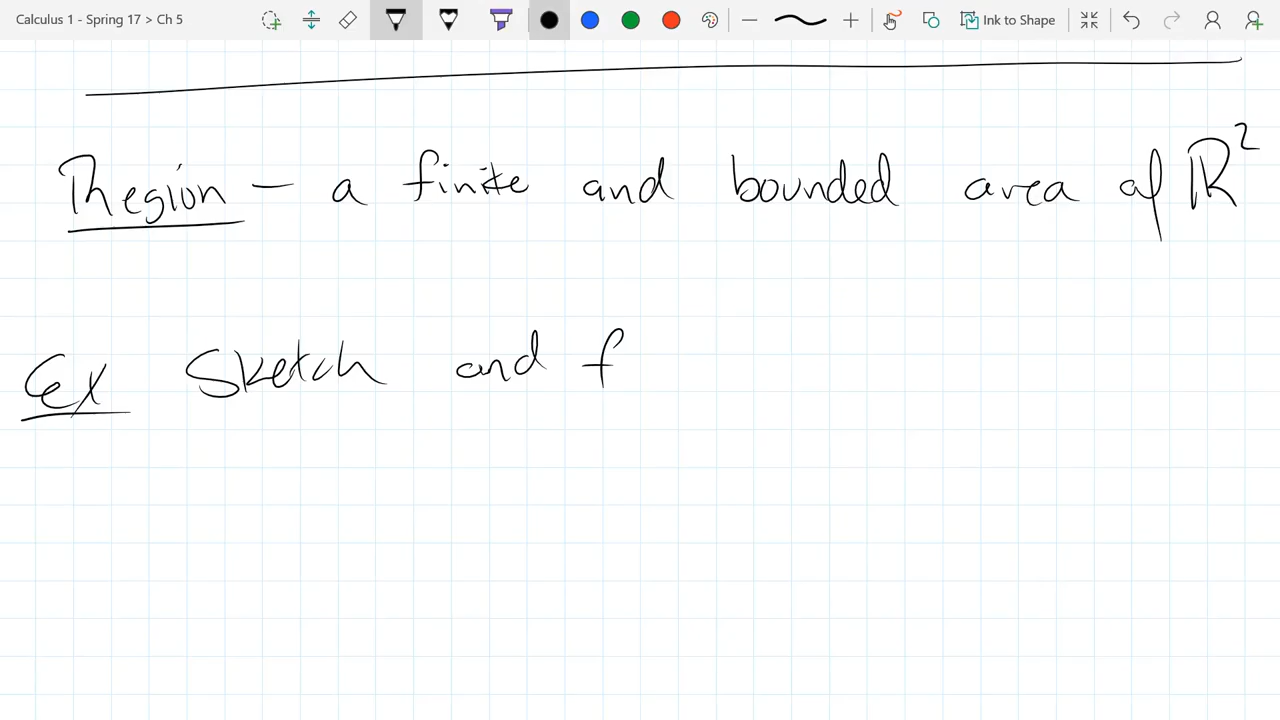 Calculus 1 - Spring 17 > Ch 5
Ink to Shape
Region — a finite and bounded area of ℝ²
Ex Sketch and f